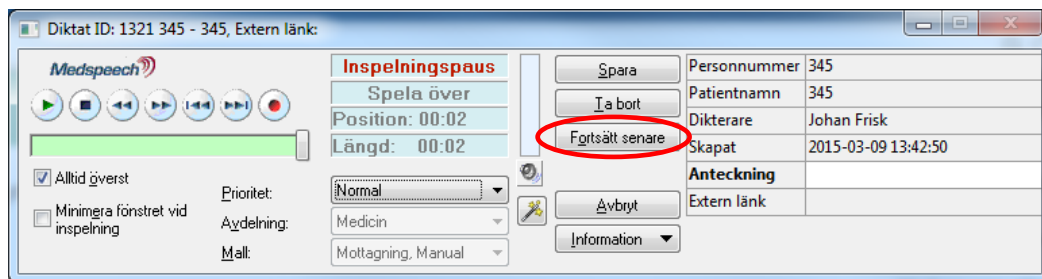 Diktat ID: 1321 345 - 345, Extern länk:
Medspeech
Inspelningspaus
Spela över
Position: 00:02
Längd: 00:02
Alltid överst
Minimera fönstret vid
inspelning
Prioritet: Normal
Avdelning: Medicin
Mall: Mottagning, Manual
Spara
Ta bort
Fortsätt senare
Avbryt
Information
Personnummer 345
Patientnamn 345
Dikterare Johan Frisk
Skapat 2015-03-09 13:42:50
Anteckning
Extern länk